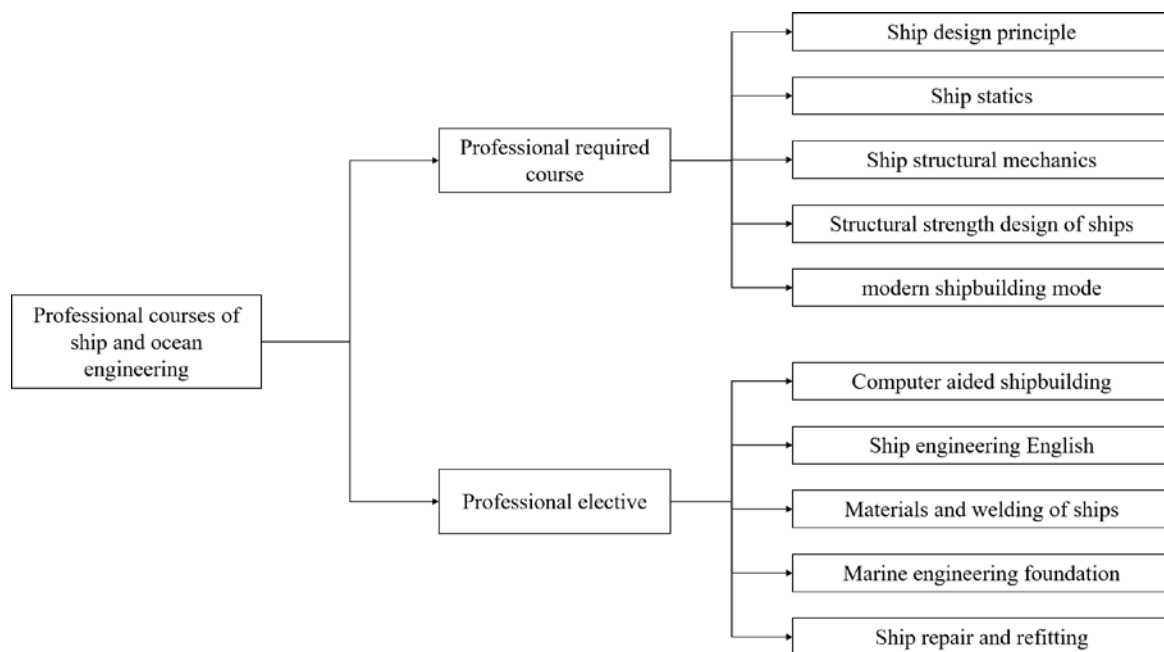 Professional courses of
ship and ocean
engineering
Professional required
course
Ship design principle
Ship statics
Ship structural mechanics
Structural strength design of ships
modern shipbuilding mode
Professional elective
Computer aided shipbuilding
Ship engineering English
Materials and welding of ships
Marine engineering foundation
Ship repair and refitting